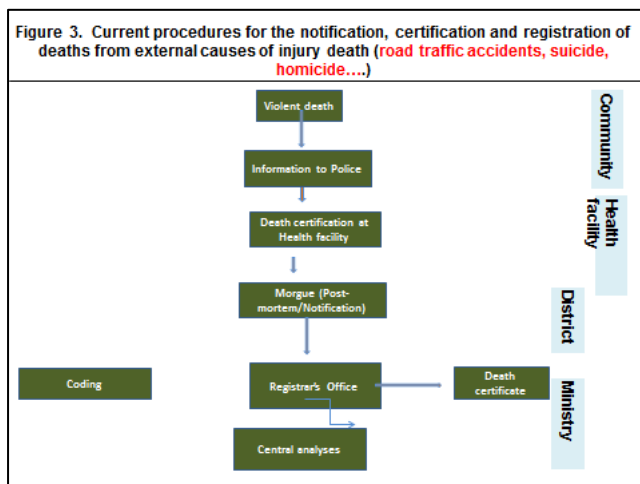 Figure 3.  Current procedures for the notification, certification and registration of
deaths from external causes of injury death (road traffic accidents, suicide,
homicide….)
Violent death
Community
Information to Police
Death certification at
Health facility
Health
facility
Morgue (Post-
mortem/Notification)
District
Coding
Registrar's Office
Death
certificate
Ministry
Central analyses